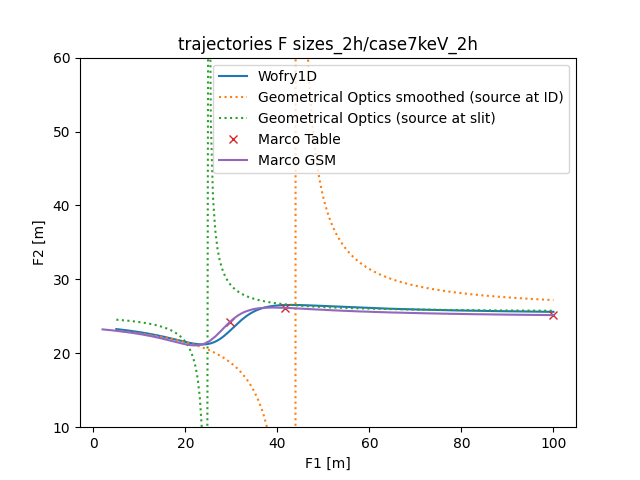 trajectories F sizes_2h/case7keV_2h
Wofry1D
Geometrical Optics smoothed (source at ID)
Geometrical Optics (source at slit)
Marco Table
Marco GSM
F2 [m]
60
50
40
30
20
10
0 20 40 60 80 100
F1 [m]